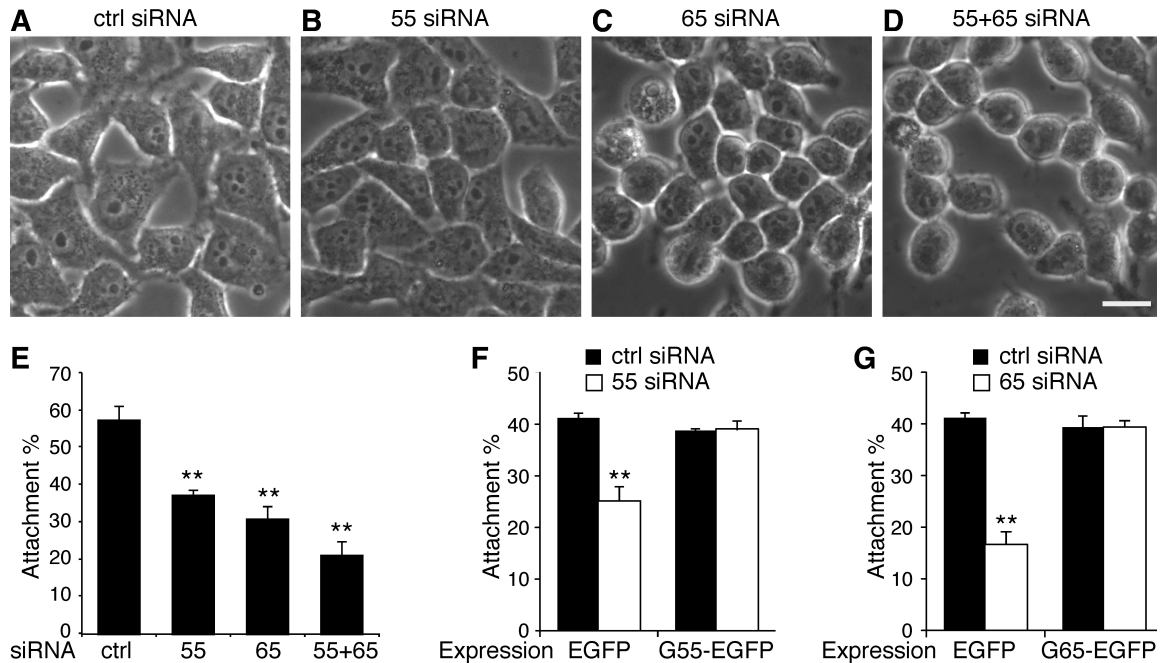 A ctrl siRNA
B 55 siRNA
C 65 siRNA
D 55+65 siRNA
E
Attachment %
70
60
50
40
30
20
10
0
**
**
**
siRNA ctrl 55 65 55+65
F
ctrl siRNA
55 siRNA
Attachment %
50
40
30
20
10
0
**
Expression EGFP G55-EGFP
G
ctrl siRNA
65 siRNA
Attachment %
50
40
30
20
10
0
**
Expression EGFP G65-EGFP